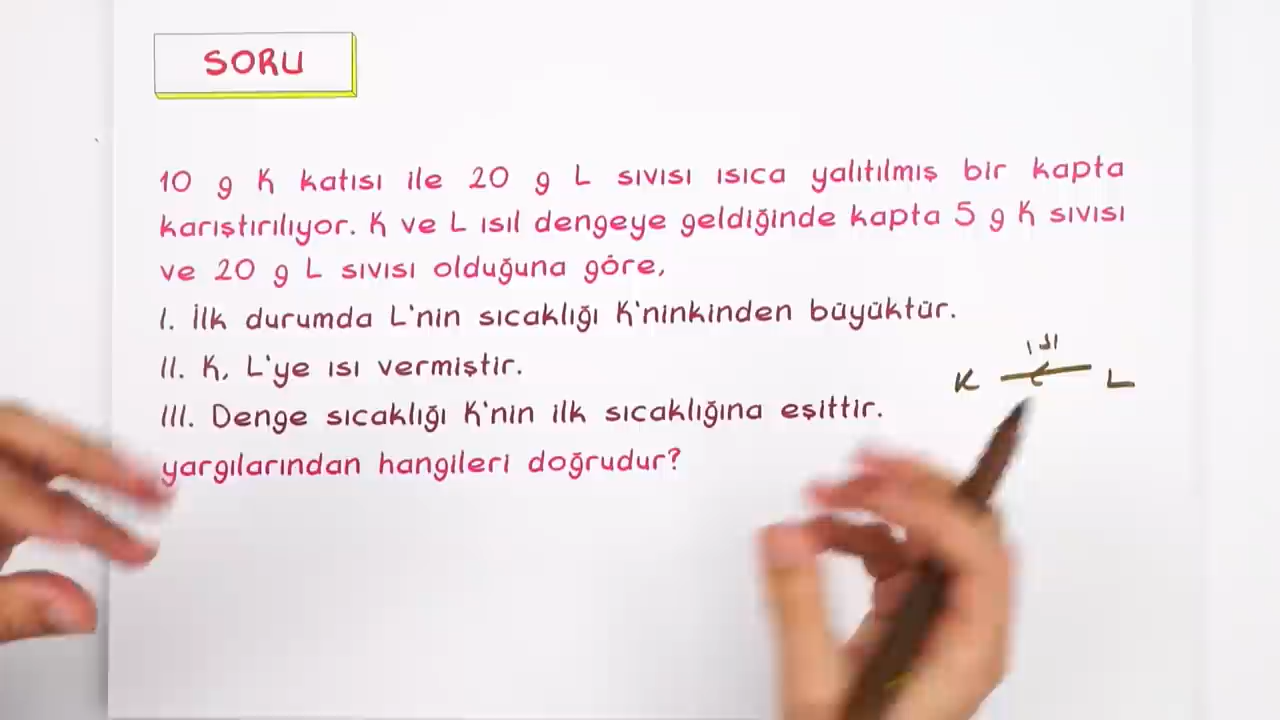 SORU
10 g K katısı ile 20 g L sıvısı ısıca yalıtılmış bir kapta
karıştırılıyor. K ve L ısıl dengeye geldiğinde kapta 5 g K sıvısı
ve 20 g L sıvısı olduğuna göre,
I. İlk durumda L'nin sıcaklığı K'ninkinden büyüktür.
II. K, L'ye ısı vermiştir.
III. Denge sıcaklığı K'nin ilk sıcaklığına eşittir.
yargılarından hangileri doğrudur?
ısı
K L